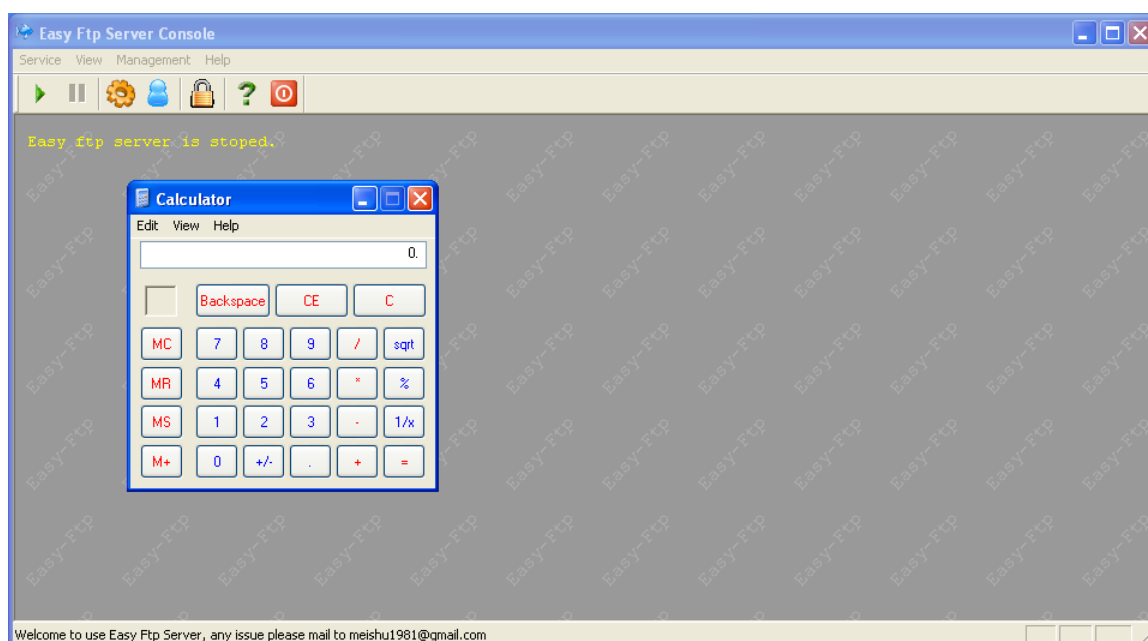 Easy Ftp Server Console
Service View Management Help
Easy ftp server is stoped.
Calculator
Edit View Help
0.
Backspace CE C
MC 7 8 9 / sqrt
MR 4 5 6 * %
MS 1 2 3 - 1/x
M+ 0 +/- . + =
Easy-Ftp
Welcome to use Easy Ftp Server, any issue please mail to meishu1981@gmail.com